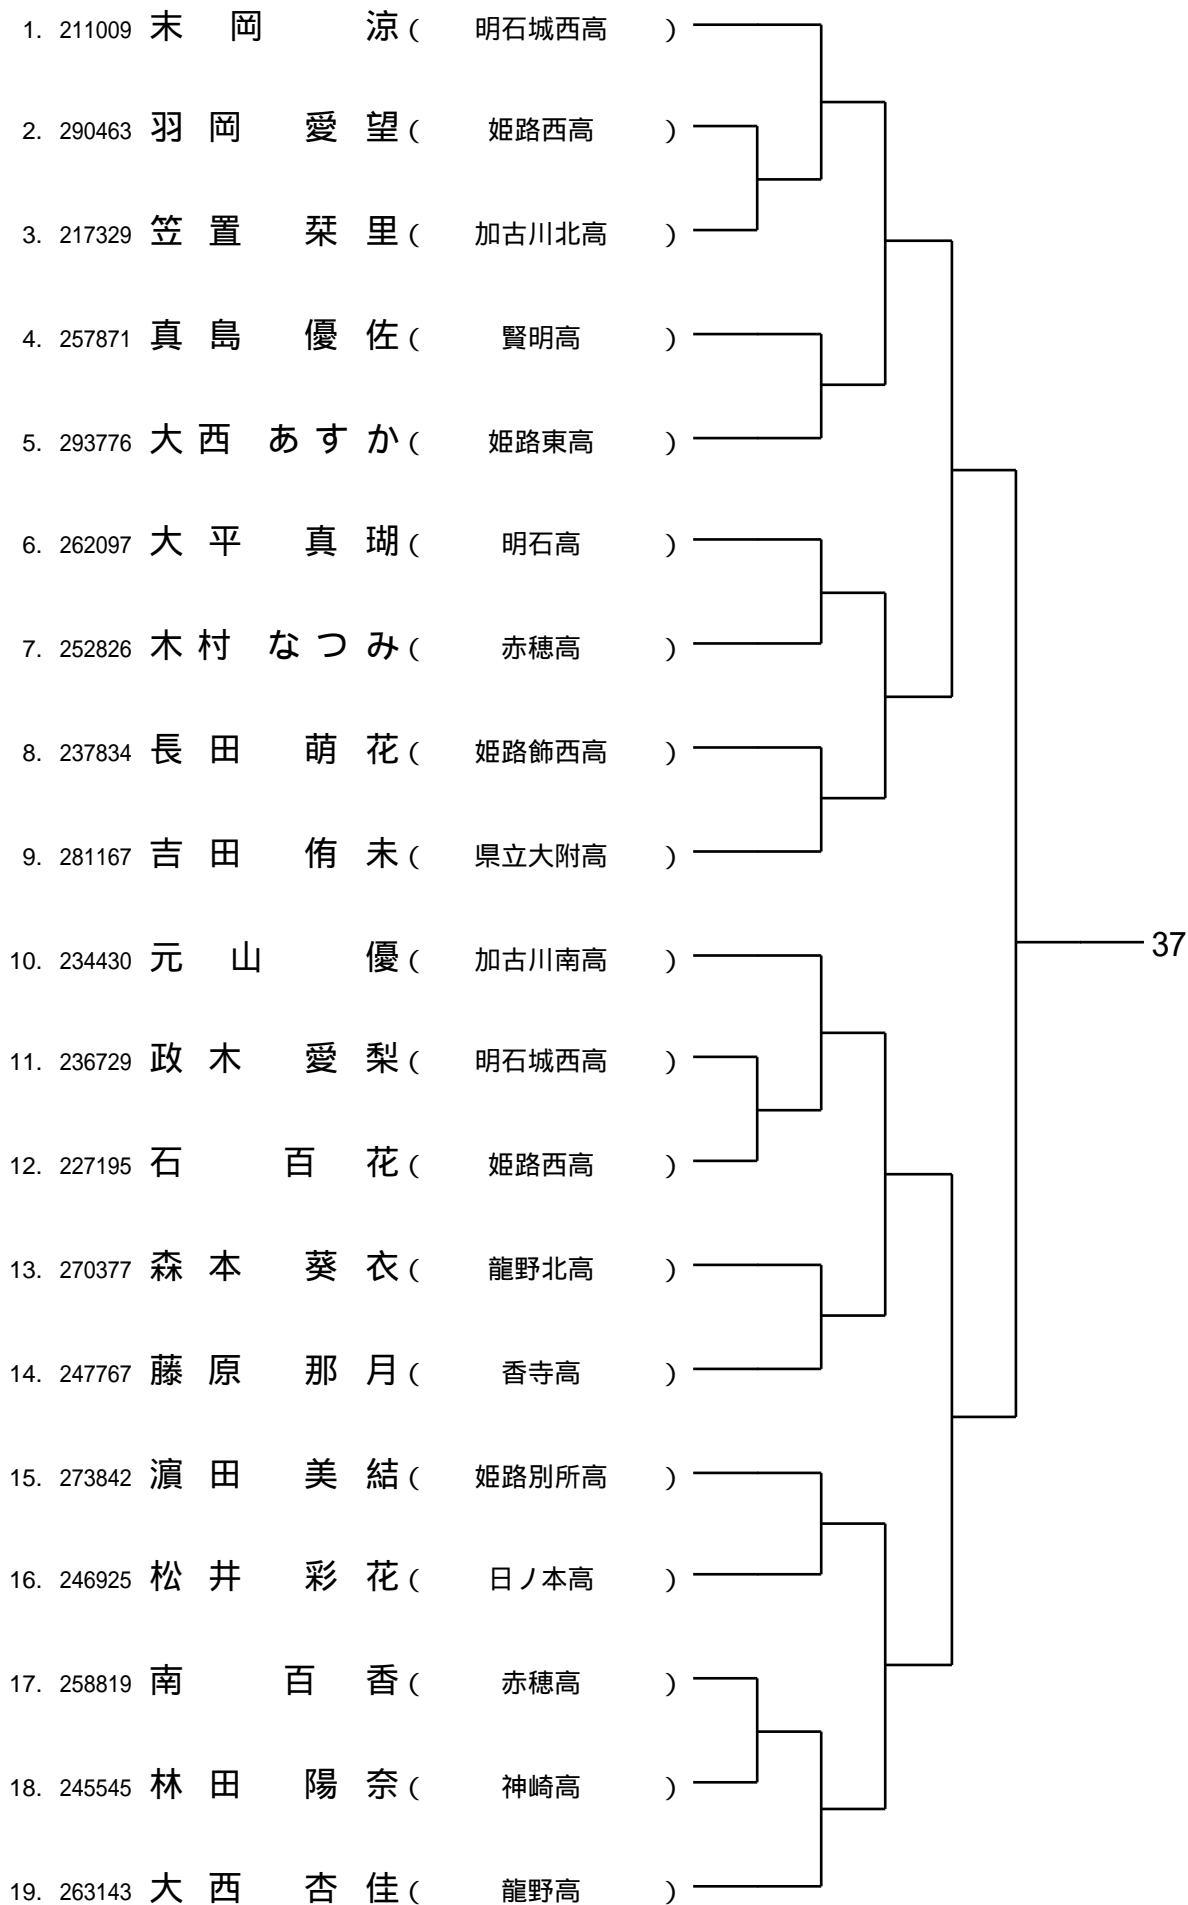 1. 211009 末 岡 涼 ( 明石城西高 )
2. 290463 羽 岡 愛 望 ( 姫路西高 )
3. 217329 笠 置 栞 里 ( 加古川北高 )
4. 257871 真 島 優 佐 ( 賢明高 )
5. 293776 大 西 あ す か ( 姫路東高 )
6. 262097 大 平 真 瑚 ( 明石高 )
7. 252826 木 村 な つ み ( 赤穂高 )
8. 237834 長 田 萌 花 ( 姫路飾西高 )
9. 281167 吉 田 侑 未 ( 県立大附高 )
37
10. 234430 元 山 優 ( 加古川南高 )
11. 236729 政 木 愛 梨 ( 明石城西高 )
12. 227195 石 百 花 ( 姫路西高 )
13. 270377 森 本 葵 衣 ( 龍野北高 )
14. 247767 藤 原 那 月 ( 香寺高 )
15. 273842 濵 田 美 結 ( 姫路別所高 )
16. 246925 松 井 彩 花 ( 日ノ本高 )
17. 258819 南 百 香 ( 赤穂高 )
18. 245545 林 田 陽 奈 ( 神崎高 )
19. 263143 大 西 杏 佳 ( 龍野高 )